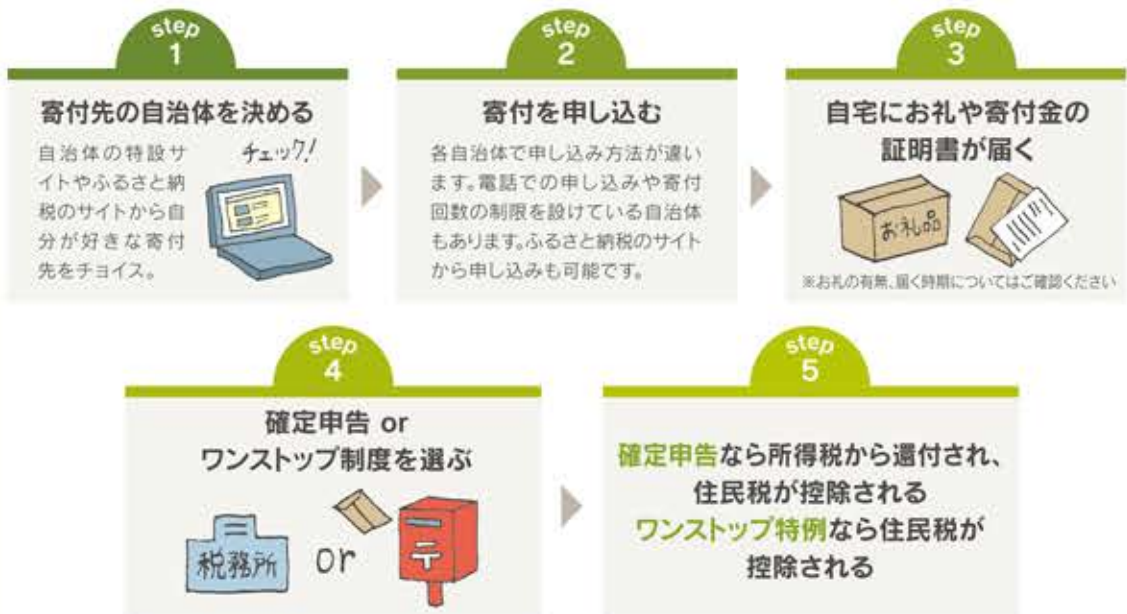 step
1
寄付先の自治体を決める
自治体の特設サ
イトやふるさと納
税のサイトから自
分が好きな寄付
先をチョイス。
チェック!
step
2
寄付を申し込む
各自治体で申し込み方法が違い
ます。電話での申し込みや寄付
回数の制限を設けている自治体
もあります。ふるさと納税のサイト
から申し込みも可能です。
step
3
自宅にお礼や寄付金の
証明書が届く
お礼品
※お礼の有無、届く時期についてはご確認ください
step
4
確定申告 or
ワンストップ制度を選ぶ
税務所
or
〒
step
5
確定申告なら所得税から還付され、
住民税が控除される
ワンストップ特例なら住民税が
控除される